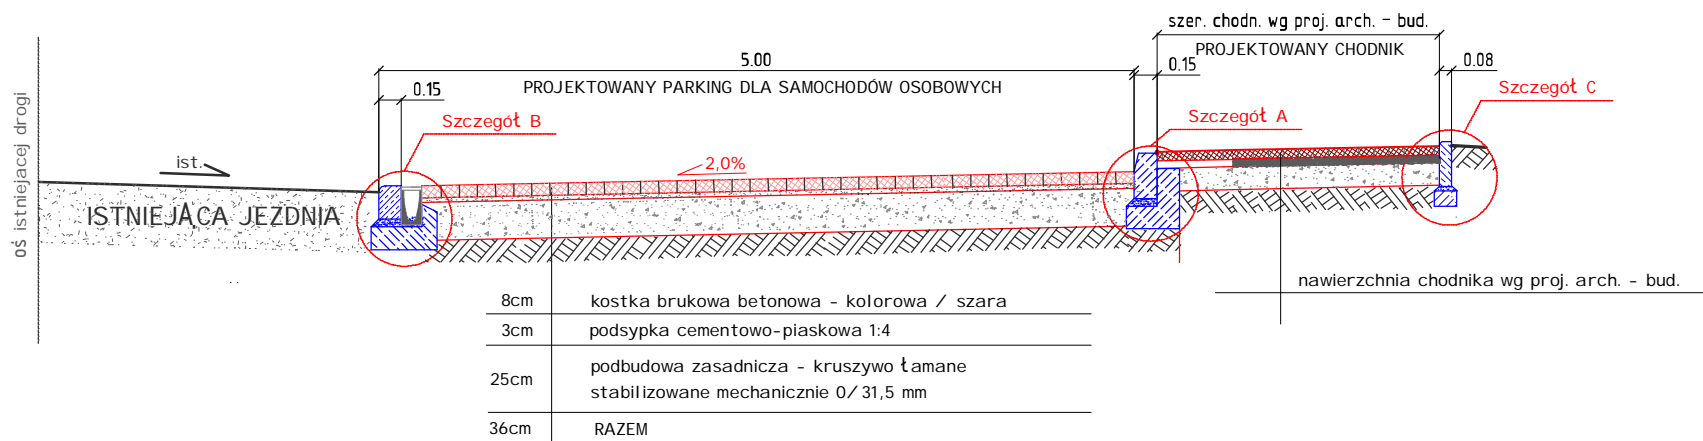 szer. chodn. wg proj. arch. - bud.
PROJEKTOWANY CHODNIK
5.00
0.15
0.08
PROJEKTOWANY PARKING DLA SAMOCHODÓW OSOBOWYCH
0.15
Szczegół B
Szczegół A
Szczegół C
oś istniejacej drogi
ist.
2,0%
ISTNIEJĄCA JEZDNIA
nawierzchnia chodnika wg proj. arch. - bud.
8cm kostka brukowa betonowa - kolorowa / szara
3cm podsypka cementowo-piaskowa 1:4
25cm podbudowa zasadnicza - kruszywo łamane
stabilizowane mechanicznie 0/31,5 mm
36cm RAZEM